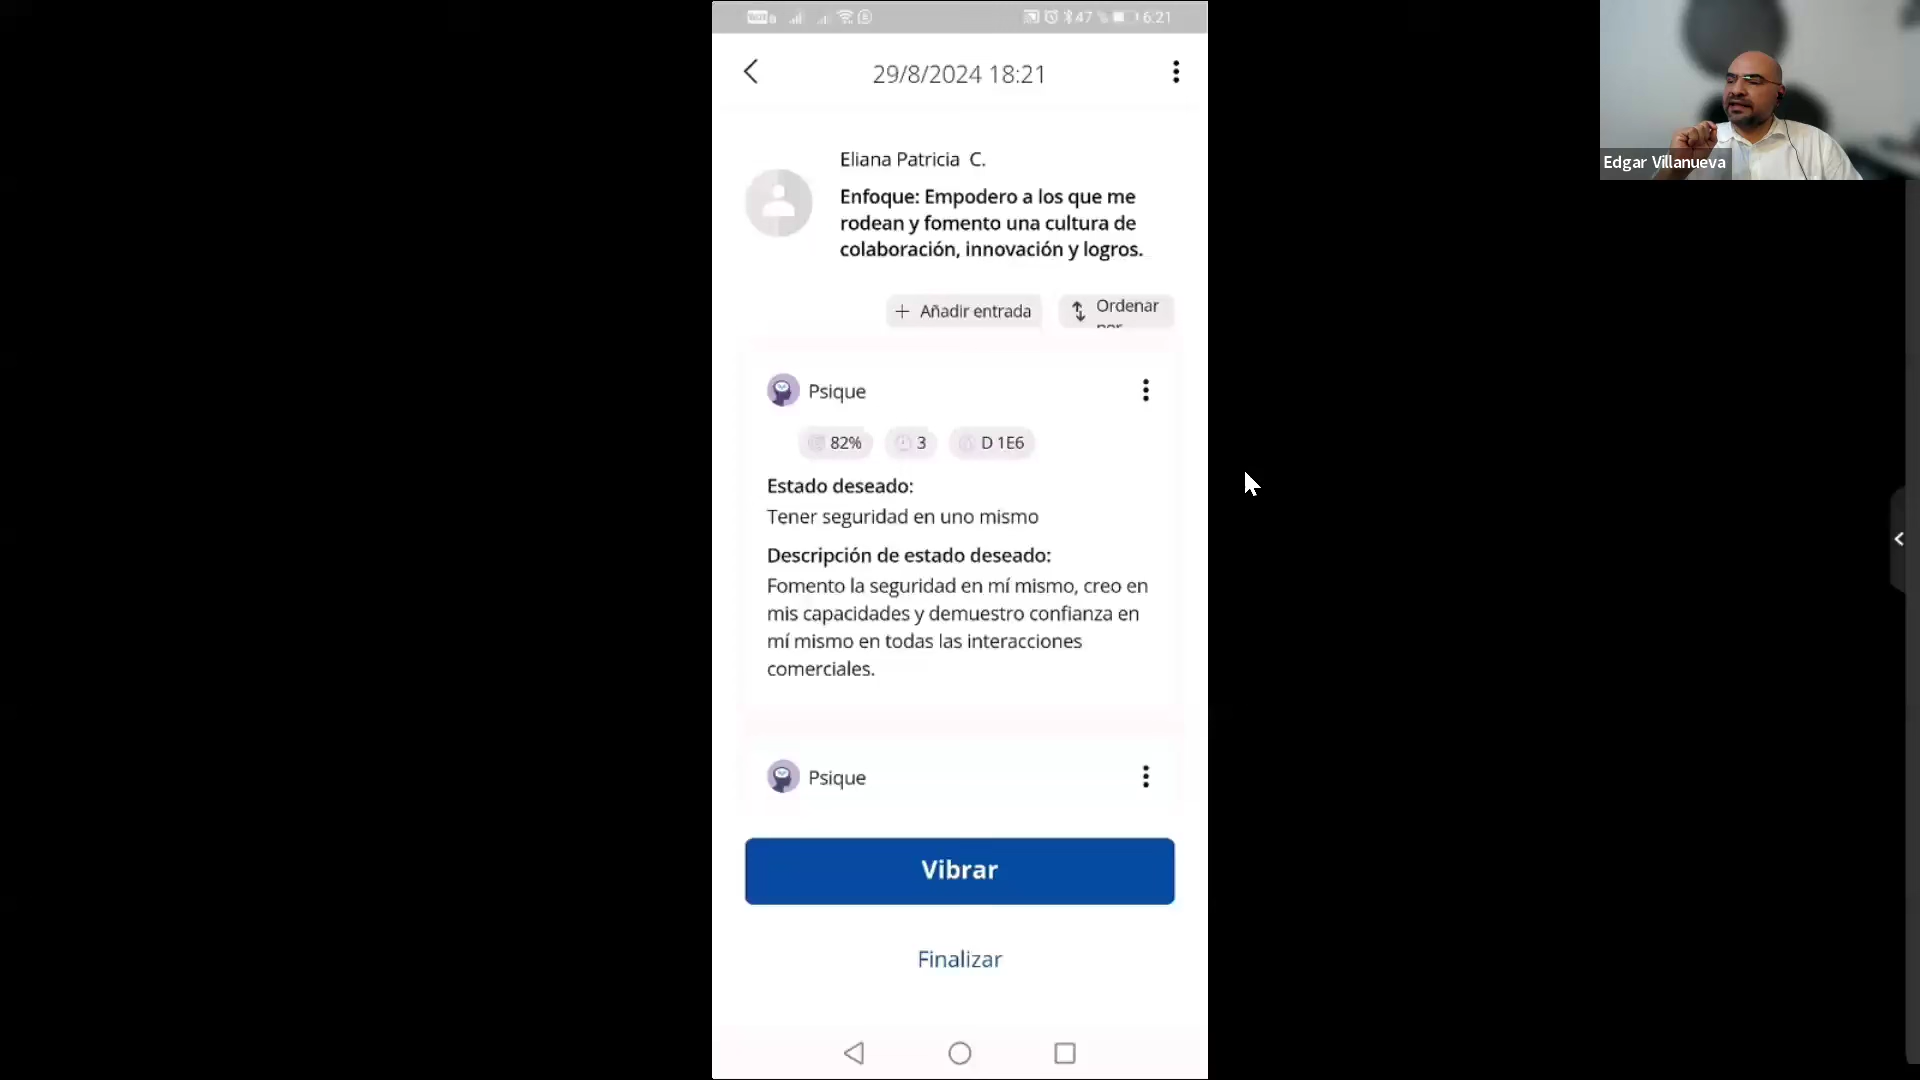 47 6:21
29/8/2024 18:21
Edgar Villanueva
Eliana Patricia C.
Enfoque: Empodero a los que me
rodean y fomento una cultura de
colaboración, innovación y logros.
+ Añadir entrada
Ordenar
Psique
82% 3 D 1E6
Estado deseado:
Tener seguridad en uno mismo
Descripción de estado deseado:
Fomento la seguridad en mí mismo, creo en
mis capacidades y demuestro confianza en
mí mismo en todas las interacciones
comerciales.
Psique
Vibrar
Finalizar